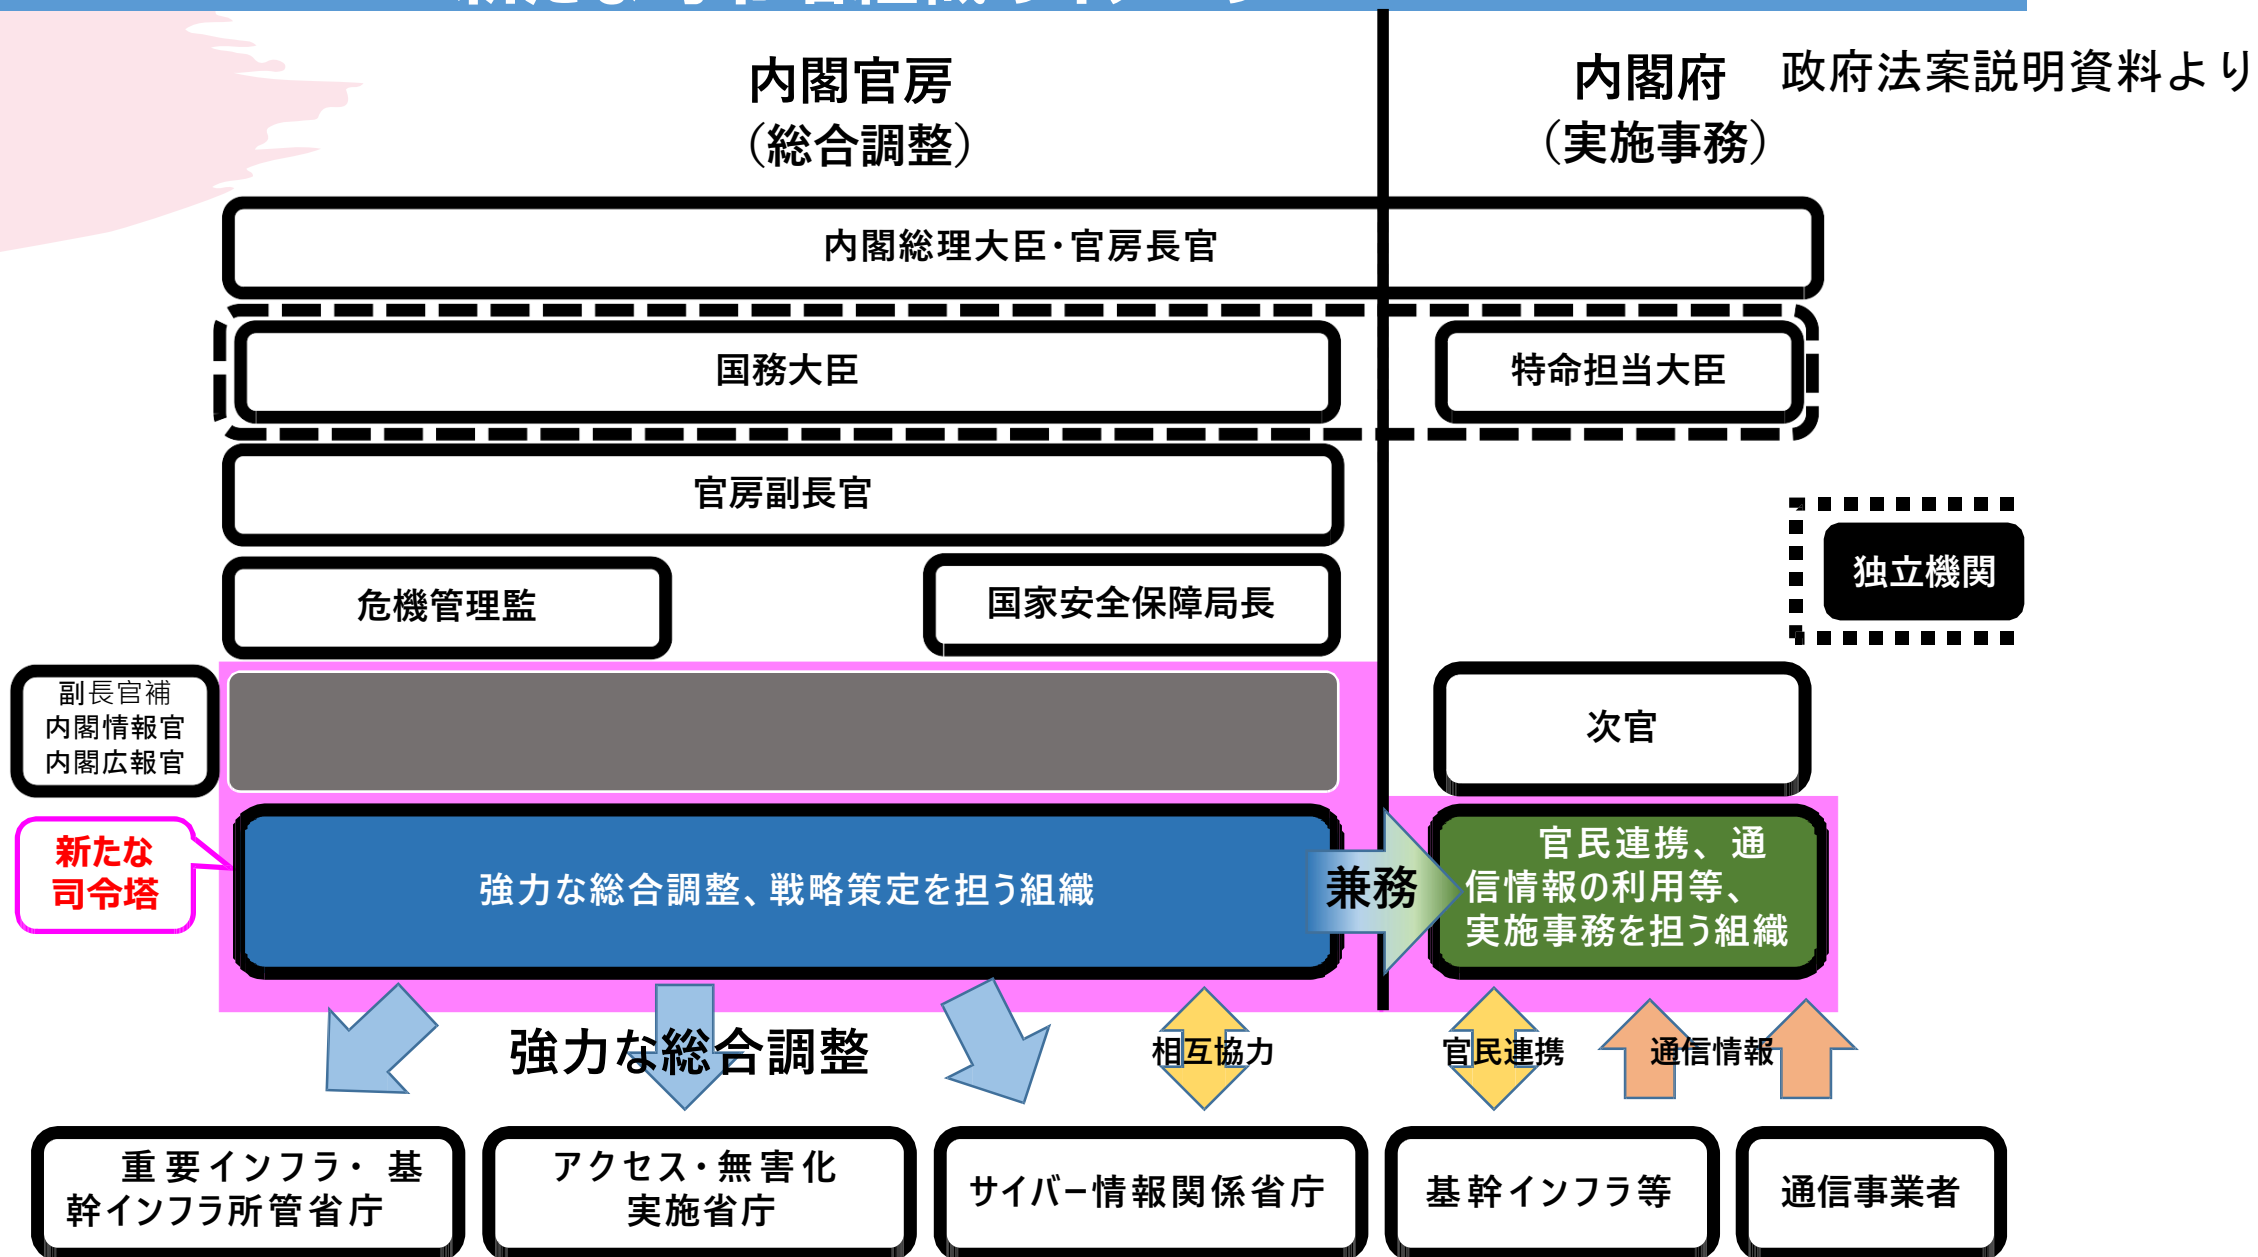 内閣官房
（総合調整）
内閣府
（実施事務）
政府法案説明資料より
内閣総理大臣・官房長官
国務大臣
特命担当大臣
官房副長官
独立機関
危機管理監
国家安全保障局長
副長官補
内閣情報官
内閣広報官
次官
新たな
司令塔
強力な総合調整、戦略策定を担う組織
兼務
官民連携、通
信情報の利用等、
実施事務を担う組織
強力な総合調整
相互協力
官民連携
通信情報
重要インフラ・基
幹インフラ所管省庁
アクセス・無害化
実施省庁
サイバー情報関係省庁
基幹インフラ等
通信事業者